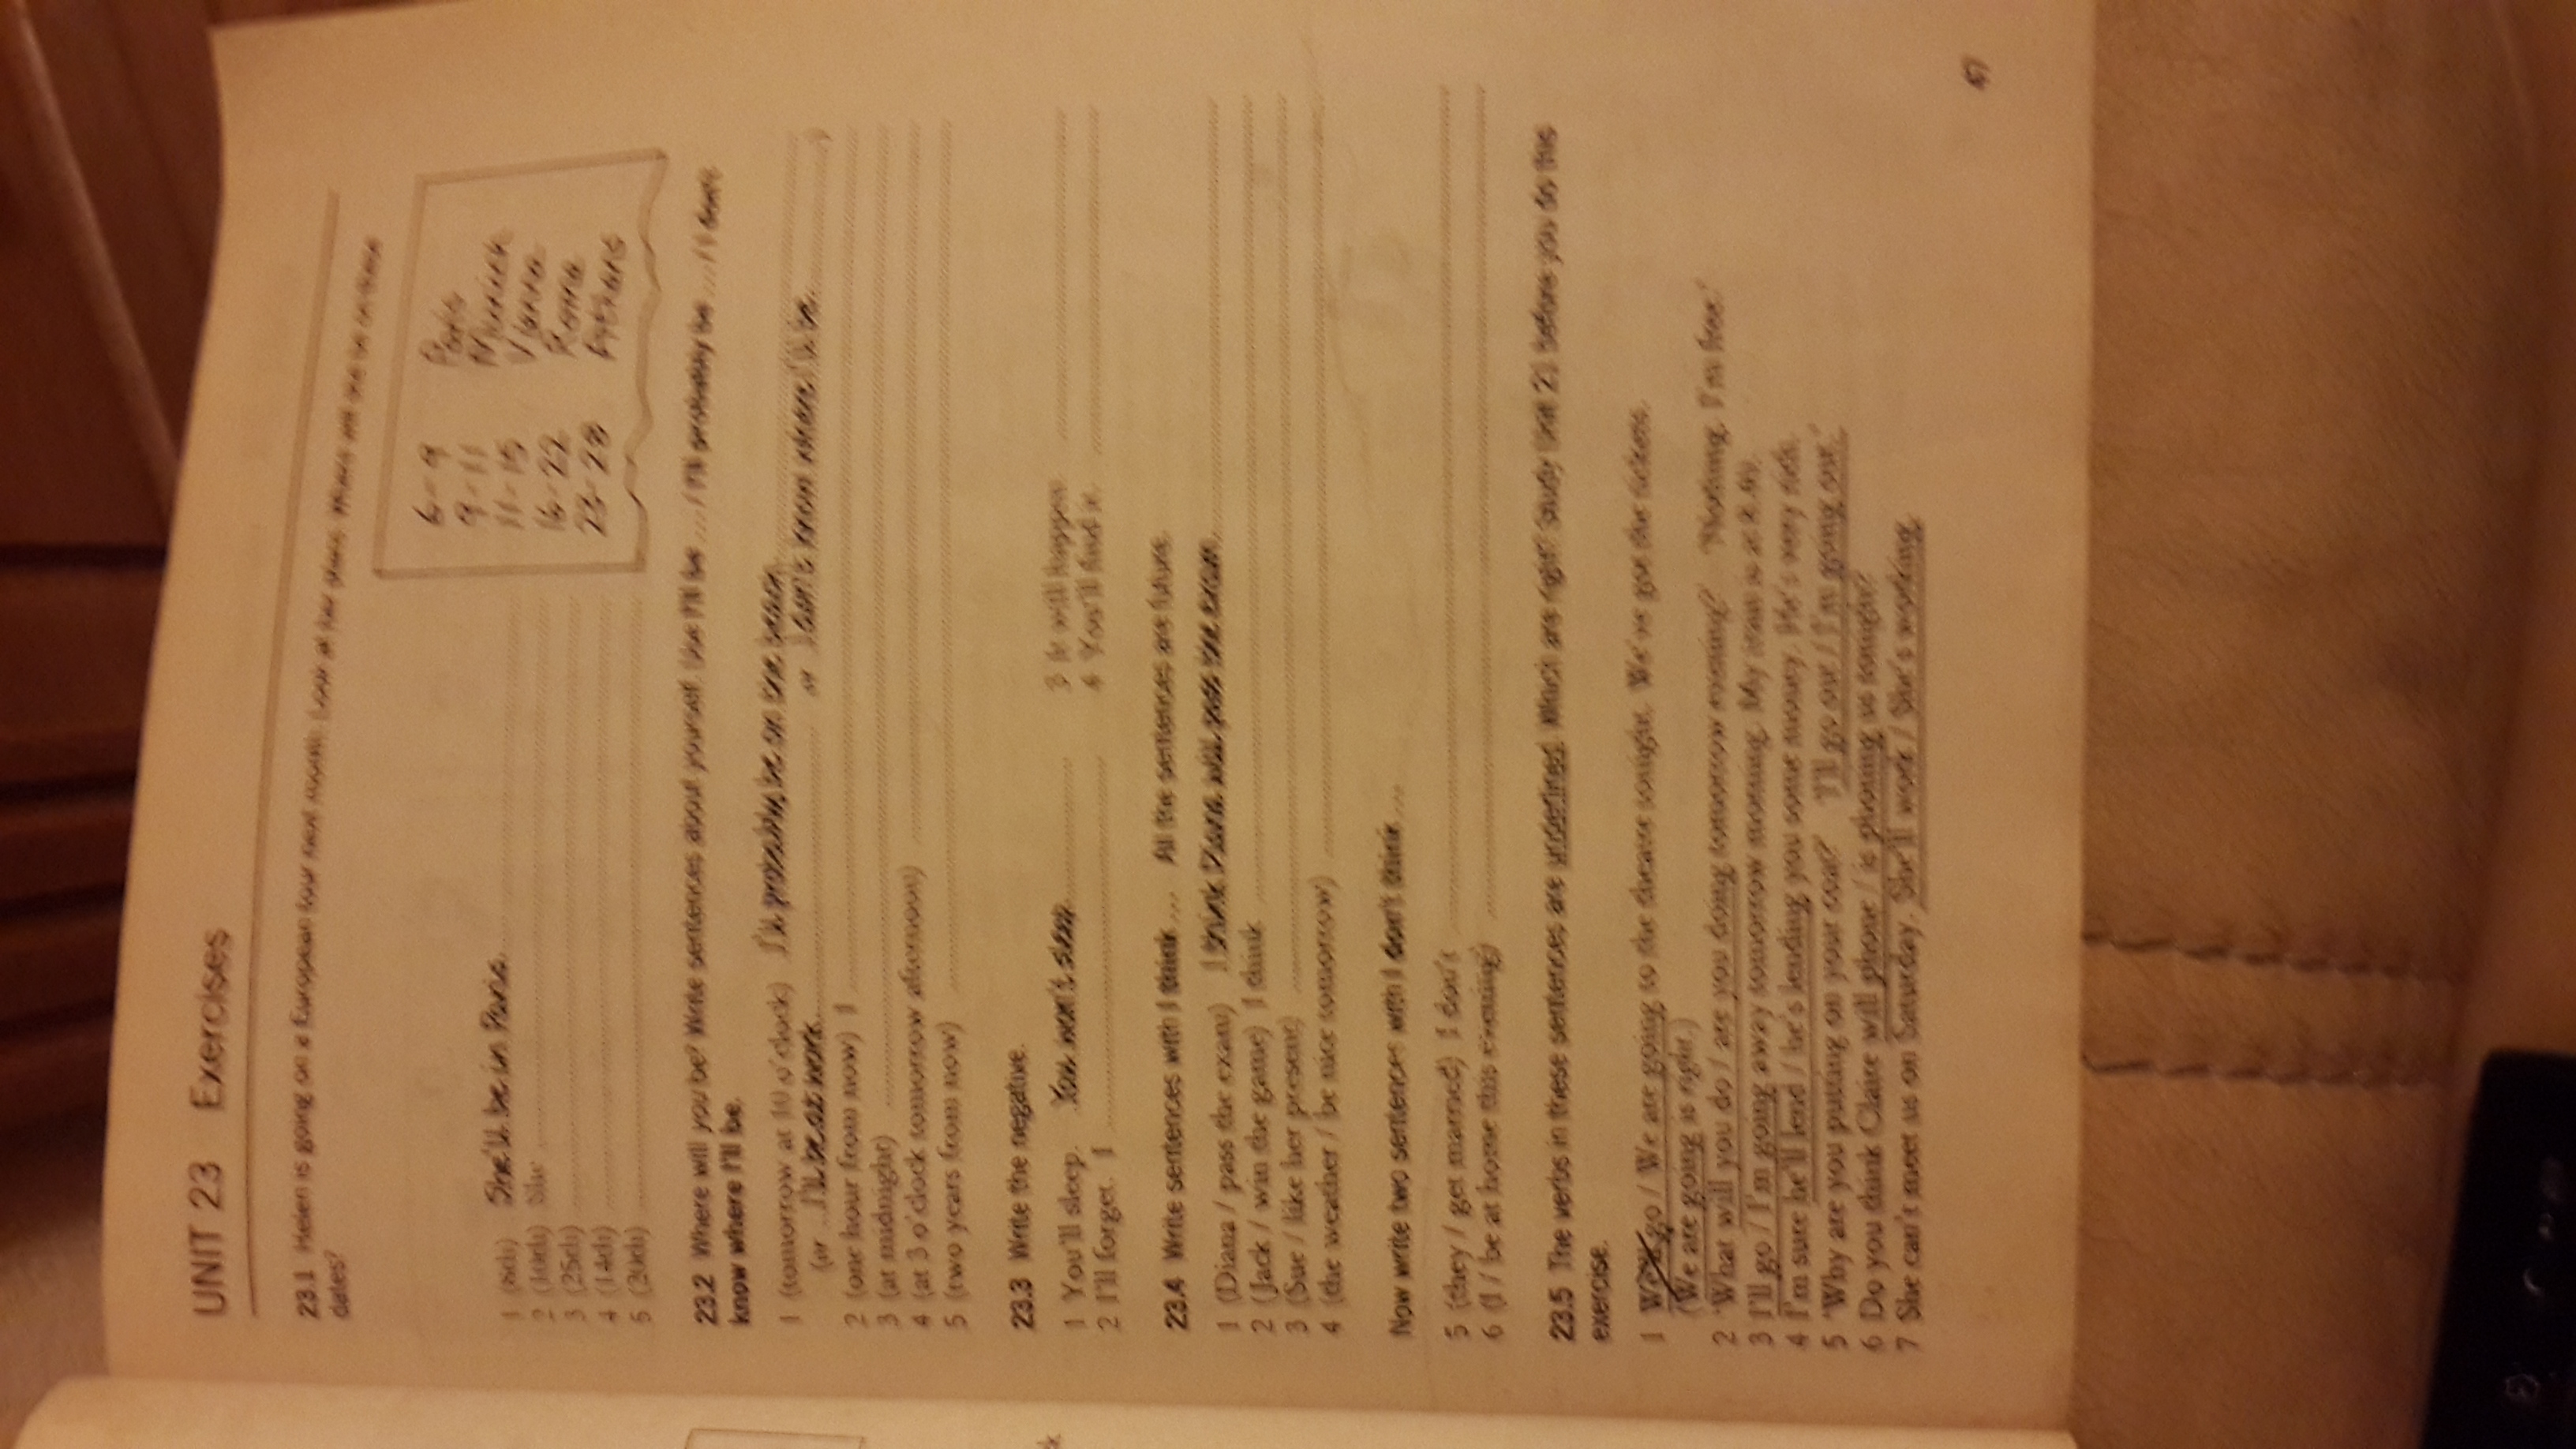 UNIT 23 Exercises
23.1 Helen is going on a European tour next month. Look at her plans. Where will she be on these
dates?
6-9 Paris
9-11 Munich
11-15 Vienna
16-22 Rome
23-28 Athens
1 (8th) She'll be in Paris.
2 (10th) She
3 (25th)
4 (14th)
5 (20th)
23.2 Where will you be? Write sentences about yourself. Use I'll be ... / I'll probably be ... / I don't
know where I'll be.
1 (tomorrow at 10 o'clock) I'll probably be on the beach.
(or I'll be at work. or I don't know where I'll be. )
2 (one hour from now) I
3 (at midnight)
4 (at 3 o'clock tomorrow afternoon)
5 (two years from now)
23.3 Write the negative.
1 You'll sleep. You won't sleep.
2 I'll forget. I
3 It will happen.
4 You'll find it.
23.4 Write sentences with I think ... All the sentences are future.
1 (Diana / pass the exam) I think Diana will pass the exam.
2 (Jack / win the game) I think
3 (Sue / like her present)
4 (the weather / be nice tomorrow)
Now write two sentences with I don't think ...
5 (they / get married) I don't
6 (I / be at home this evening)
23.5 The verbs in these sentences are underlined. Which are right? Study Unit 21 before you do this
exercise.
1 We'll go / We are going to the theatre tonight. We've got the tickets.
(We are going is right.)
2 'What will you do / are you doing tomorrow evening?' 'Nothing. I'm free.'
3 I'll go / I'm going away tomorrow morning. My train is at 8.40.
4 I'm sure he'll lend / he's lending you some money. He's very rich.
5 'Why are you putting on your coat?' 'I'll go out / I'm going out.'
6 Do you think Claire will phone / is phoning us tonight?
7 She can't meet us on Saturday. She'll work / She's working.